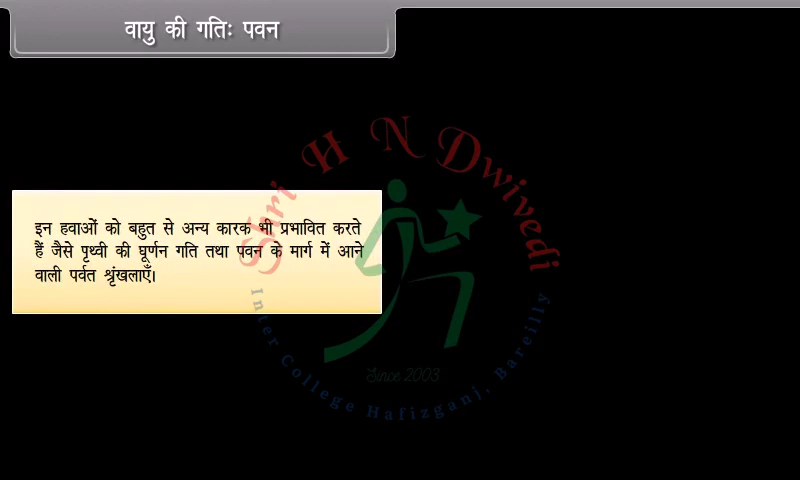 वायु की गतिः पवन
इन हवाओं को बहुत से अन्य कारक भी प्रभावित करते
हैं जैसे पृथ्वी की घूर्णन गति तथा पवन के मार्ग में आने
वाली पर्वत श्रृंखलाएँ।
Shri H N Dwivedi
Since 2003
Inter College Hafizganj, Bareilly